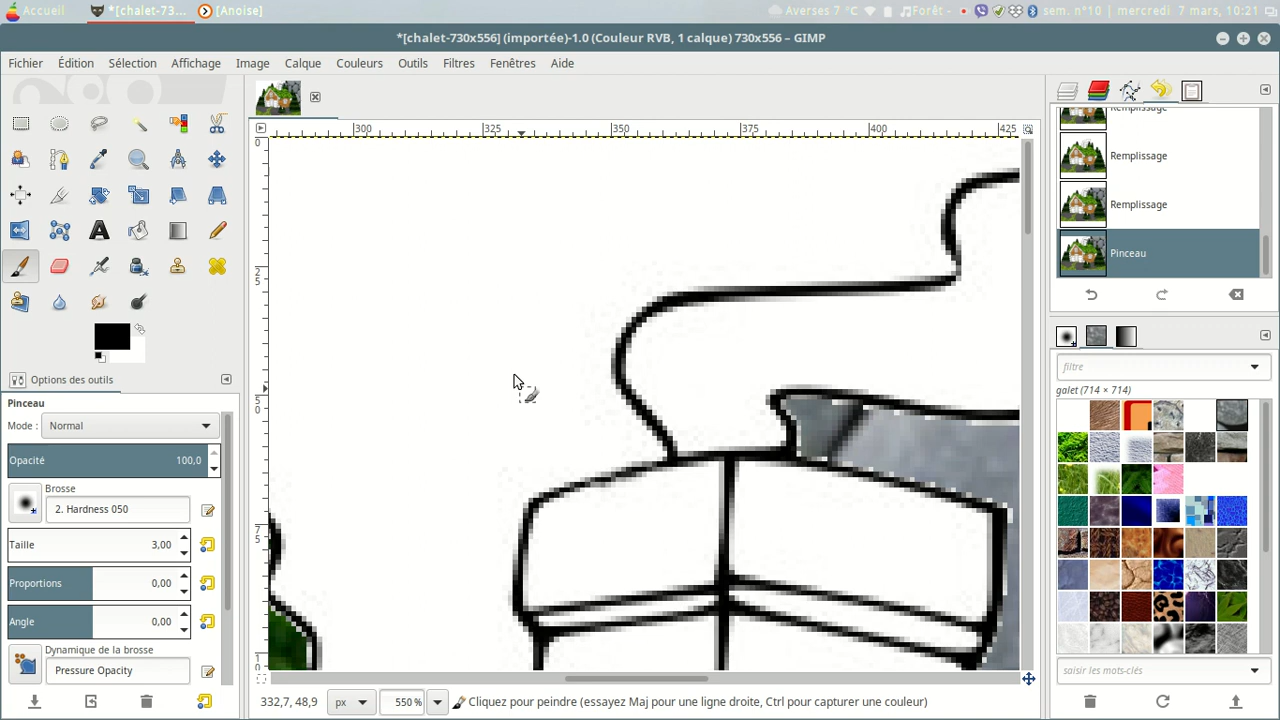 Accueil *[chalet-73... [Anoise] Averses 7 °C Forêt - sem. n°10 | mercredi 7 mars, 10:21
*[chalet-730x556] (importée)-1.0 (Couleur RVB, 1 calque) 730x556 – GIMP
Fichier Édition Sélection Affichage Image Calque Couleurs Outils Filtres Fenêtres Aide
300 325 350 375 400 425
0
25
50
75
Remplissage
Remplissage
Remplissage
Pinceau
filtre
galet (714 × 714)
saisir les mots-clés
Options des outils
Pinceau
Mode : Normal
Opacité 100,0
Brosse
2. Hardness 050
Taille 3,00
Proportions 0,00
Angle 0,00
Dynamique de la brosse
Pressure Opacity
332,7, 48,9 px 550 % Cliquez pour peindre (essayez Maj pour une ligne droite, Ctrl pour capturer une couleur)